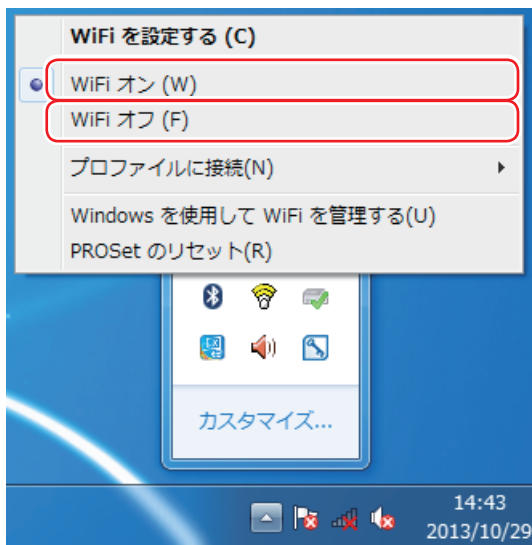 WiFi を設定する (C)
WiFi オン (W)
WiFi オフ (F)
プロファイルに接続(N)
Windows を使用して WiFi を管理する(U)
PROSet のリセット(R)
カスタマイズ...
14:43
2013/10/29